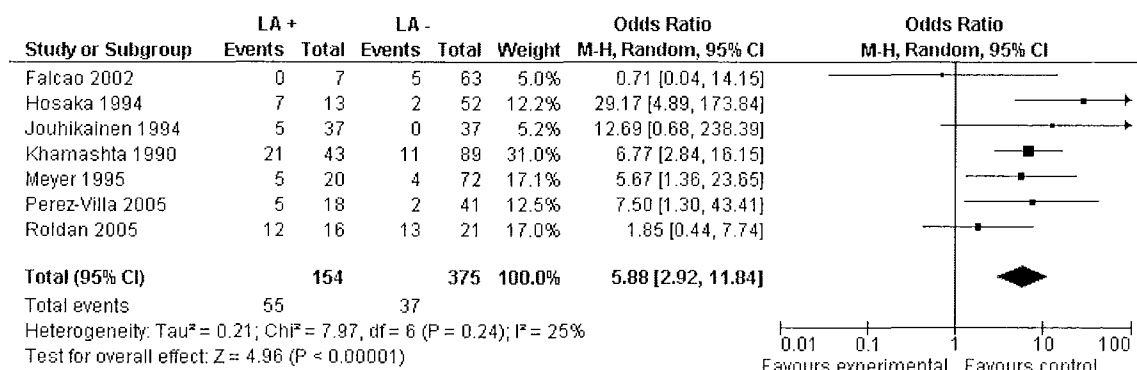 LA + LA - Odds Ratio Odds Ratio
Study or Subgroup Events Total Events Total Weight M-H, Random, 95% CI M-H, Random, 95% CI
Falcao 2002 0 7 5 63 5.0% 0.71 [0.04, 14.15]
Hosaka 1994 7 13 2 52 12.2% 29.17 [4.89, 173.84]
Jouhikainen 1994 5 37 0 37 5.2% 12.69 [0.68, 238.39]
Khamashta 1990 21 43 11 89 31.0% 6.77 [2.84, 16.15]
Meyer 1995 5 20 4 72 17.1% 5.67 [1.36, 23.65]
Perez-Villa 2005 5 18 2 41 12.5% 7.50 [1.30, 43.41]
Roldan 2005 12 16 13 21 17.0% 1.85 [0.44, 7.74]
Total (95% CI) 154 375 100.0% 5.88 [2.92, 11.84]
Total events 55 37
Heterogeneity: Tau² = 0.21; Chi² = 7.97, df = 6 (P = 0.24); I² = 25%
Test for overall effect: Z = 4.96 (P < 0.00001)
0.01 0.1 1 10 100
Favours experimental Favours control